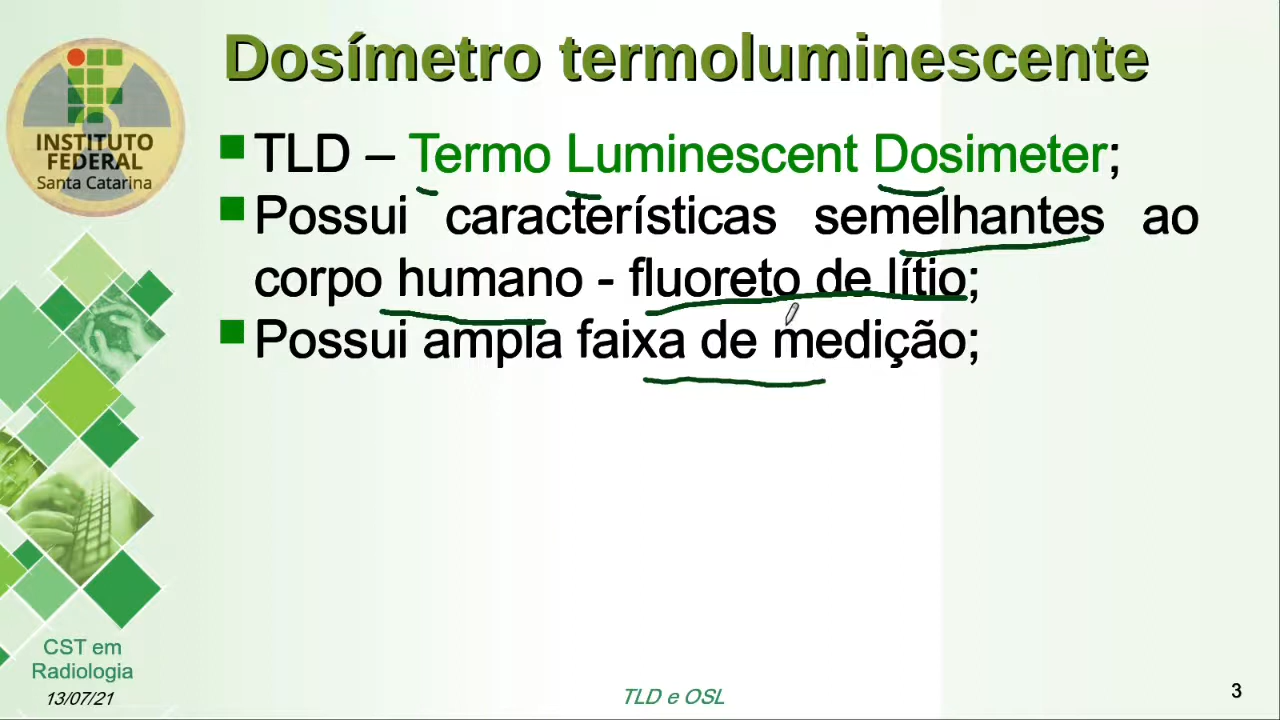 Dosímetro termoluminescente
INSTITUTO
FEDERAL
Santa Catarina
TLD – Termo Luminescent Dosimeter;
Possui características semelhantes ao
corpo humano - fluoreto de lítio;
Possui ampla faixa de medição;
CST em
Radiologia
13/07/21
TLD e OSL
3